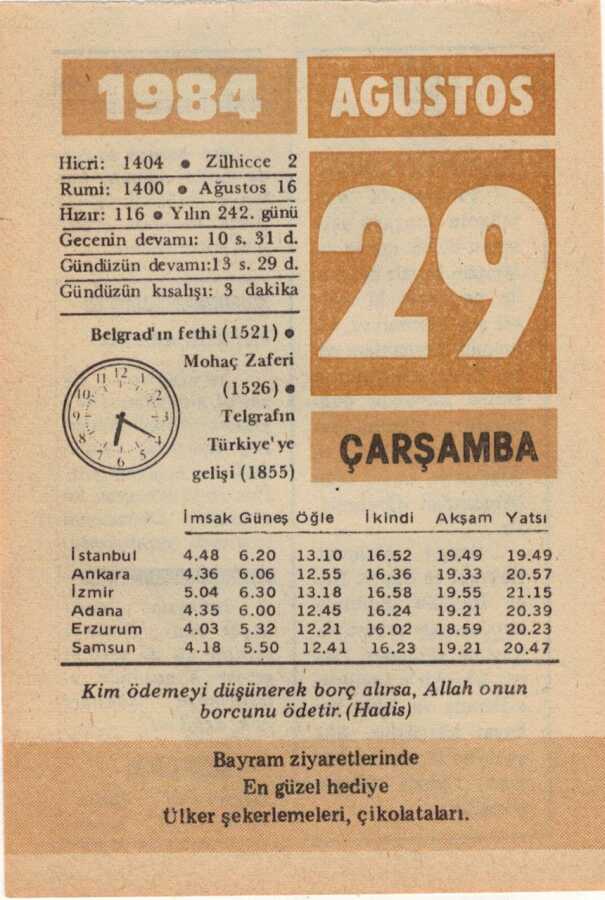 1984 AGUSTOS
Hicri: 1404 • Zilhicce 2
Rumi: 1400 • Ağustos 16
Hızır: 116 • Yılın 242. günü
Gecenin devamı: 10 s. 31 d.
Gündüzün devamı:13 s. 29 d.
Gündüzün kısalışı: 3 dakika
29
Belgrad'ın fethi (1521) •
Mohaç Zaferi
(1526) •
Telgrafın
Türkiye'ye
gelişi (1855)
ÇARŞAMBA
İmsak Güneş Öğle İkindi Akşam Yatsı
İstanbul 4.48 6.20 13.10 16.52 19.49 19.49
Ankara 4.36 6.06 12.55 16.36 19.33 20.57
İzmir 5.04 6.30 13.18 16.58 19.55 21.15
Adana 4.35 6.00 12.45 16.24 19.21 20.39
Erzurum 4.03 5.32 12.21 16.02 18.59 20.23
Samsun 4.18 5.50 12.41 16.23 19.21 20.47
Kim ödemeyi düşünerek borç alırsa, Allah onun
borcunu ödetir. (Hadis)
Bayram ziyaretlerinde
En güzel hediye
Ülker şekerlemeleri, çikolataları.